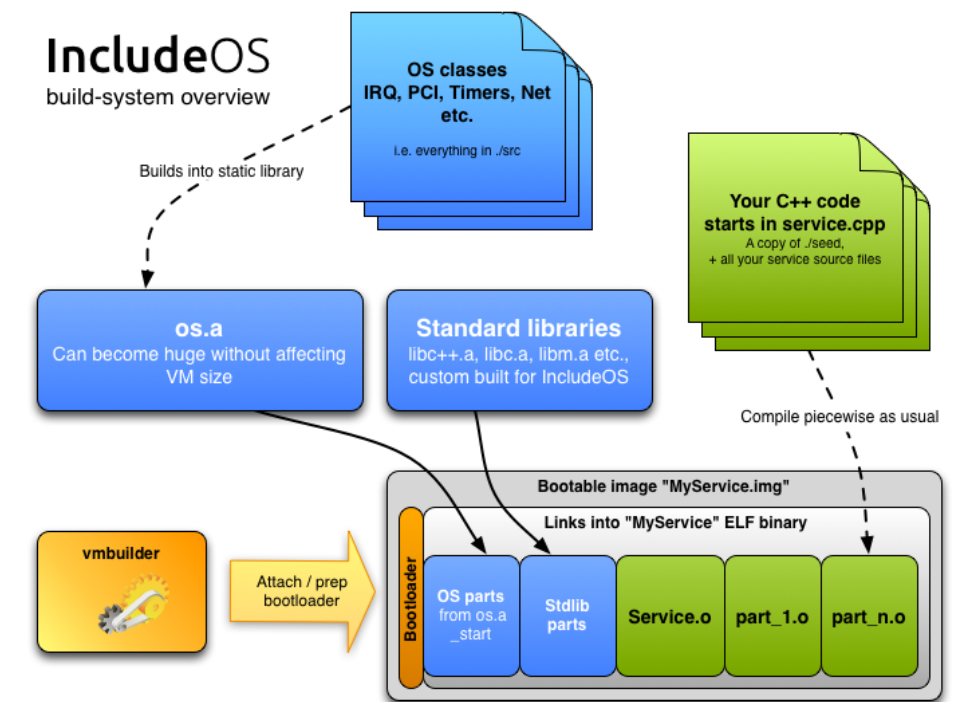 IncludeOS
build-system overview
OS classes
IRQ, PCI, Timers, Net
etc.
i.e. everything in ./src
Builds into static library
Your C++ code
starts in service.cpp
A copy of ./seed,
+ all your service source files
os.a
Can become huge without affecting
VM size
Standard libraries
libc++.a, libc.a, libm.a etc.,
custom built for IncludeOS
Compile piecewise as usual
Bootable image "MyService.img"
Links into "MyService" ELF binary
vmbuilder
Attach / prep
bootloader
Bootloader
OS parts
from os.a
_start
Stdlib
parts
Service.o
part_1.o
part_n.o